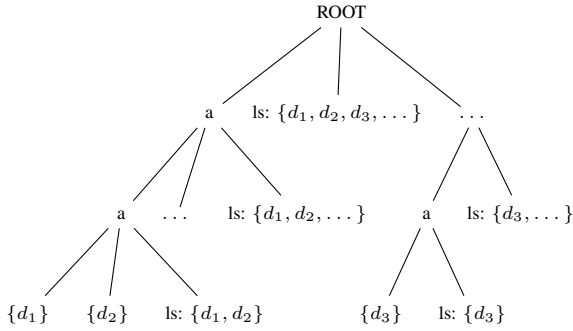 ROOT
a ls: {d₁, d₂, d₃, . . . } . . .
a . . . ls: {d₁, d₂, . . . } a ls: {d₃, . . . }
{d₁} {d₂} ls: {d₁, d₂} {d₃} ls: {d₃}